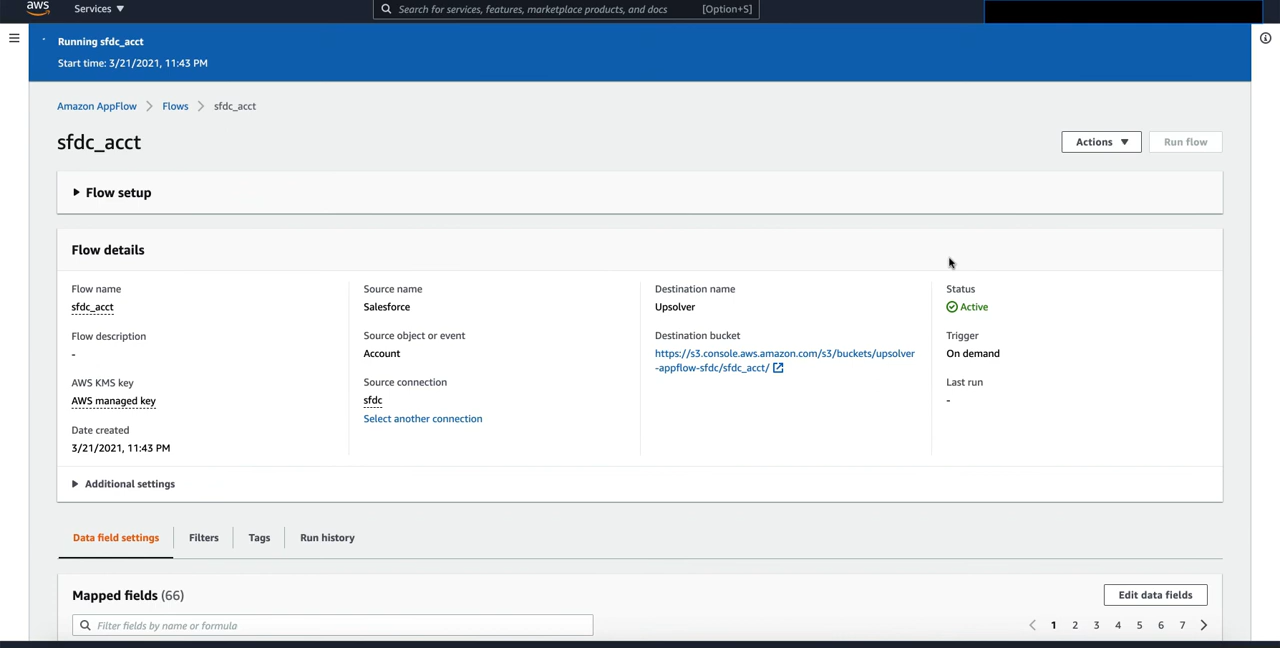 aws
Services ▼
Search for services, features, marketplace products, and docs
[Option+S]
Running sfdc_acct
Start time: 3/21/2021, 11:43 PM
Amazon AppFlow > Flows > sfdc_acct
sfdc_acct
Actions ▼
Run flow
Flow setup
Flow details
Flow name
sfdc_acct
Flow description
-
AWS KMS key
AWS managed key
Date created
3/21/2021, 11:43 PM
Source name
Salesforce
Source object or event
Account
Source connection
sfdc
Select another connection
Destination name
Upsolver
Destination bucket
https://s3.console.aws.amazon.com/s3/buckets/upsolver
-appflow-sfdc/sfdc_acct/
Status
Active
Trigger
On demand
Last run
-
Additional settings
Data field settings
Filters
Tags
Run history
Mapped fields (66)
Edit data fields
Filter fields by name or formula
< 1 2 3 4 5 6 7 >